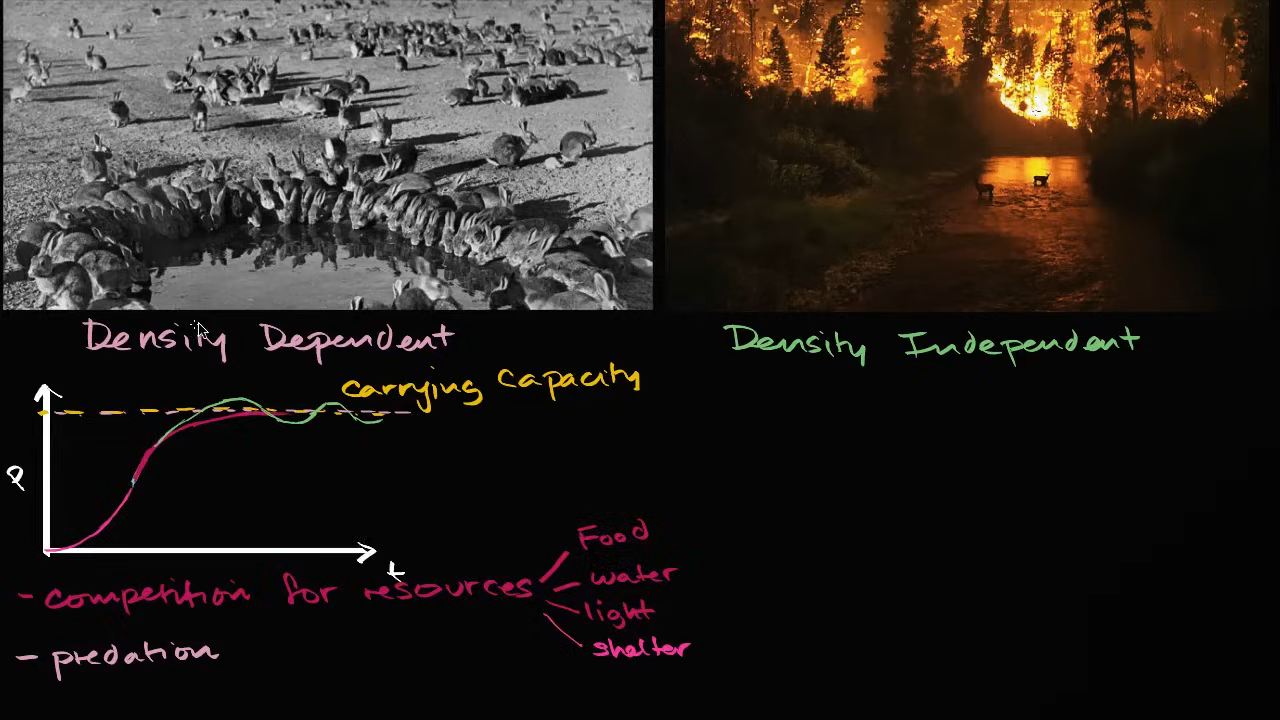 Density Dependent
Density Independent
carrying capacity
P
t
- competition for resources
Food
water
light
shelter
- predation